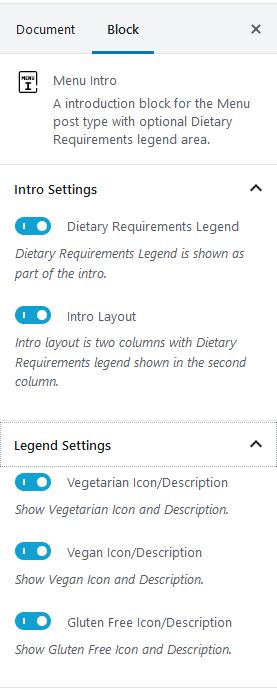 Document Block ×
MENU
Menu Intro
A introduction block for the Menu
post type with optional Dietary
Requirements legend area.
Intro Settings
Dietary Requirements Legend
Dietary Requirements Legend is shown as
part of the intro.
Intro Layout
Intro layout is two columns with Dietary
Requirements legend shown in the second
column.
Legend Settings
Vegetarian Icon/Description
Show Vegetarian Icon and Description.
Vegan Icon/Description
Show Vegan Icon and Description.
Gluten Free Icon/Description
Show Gluten Free Icon and Description.